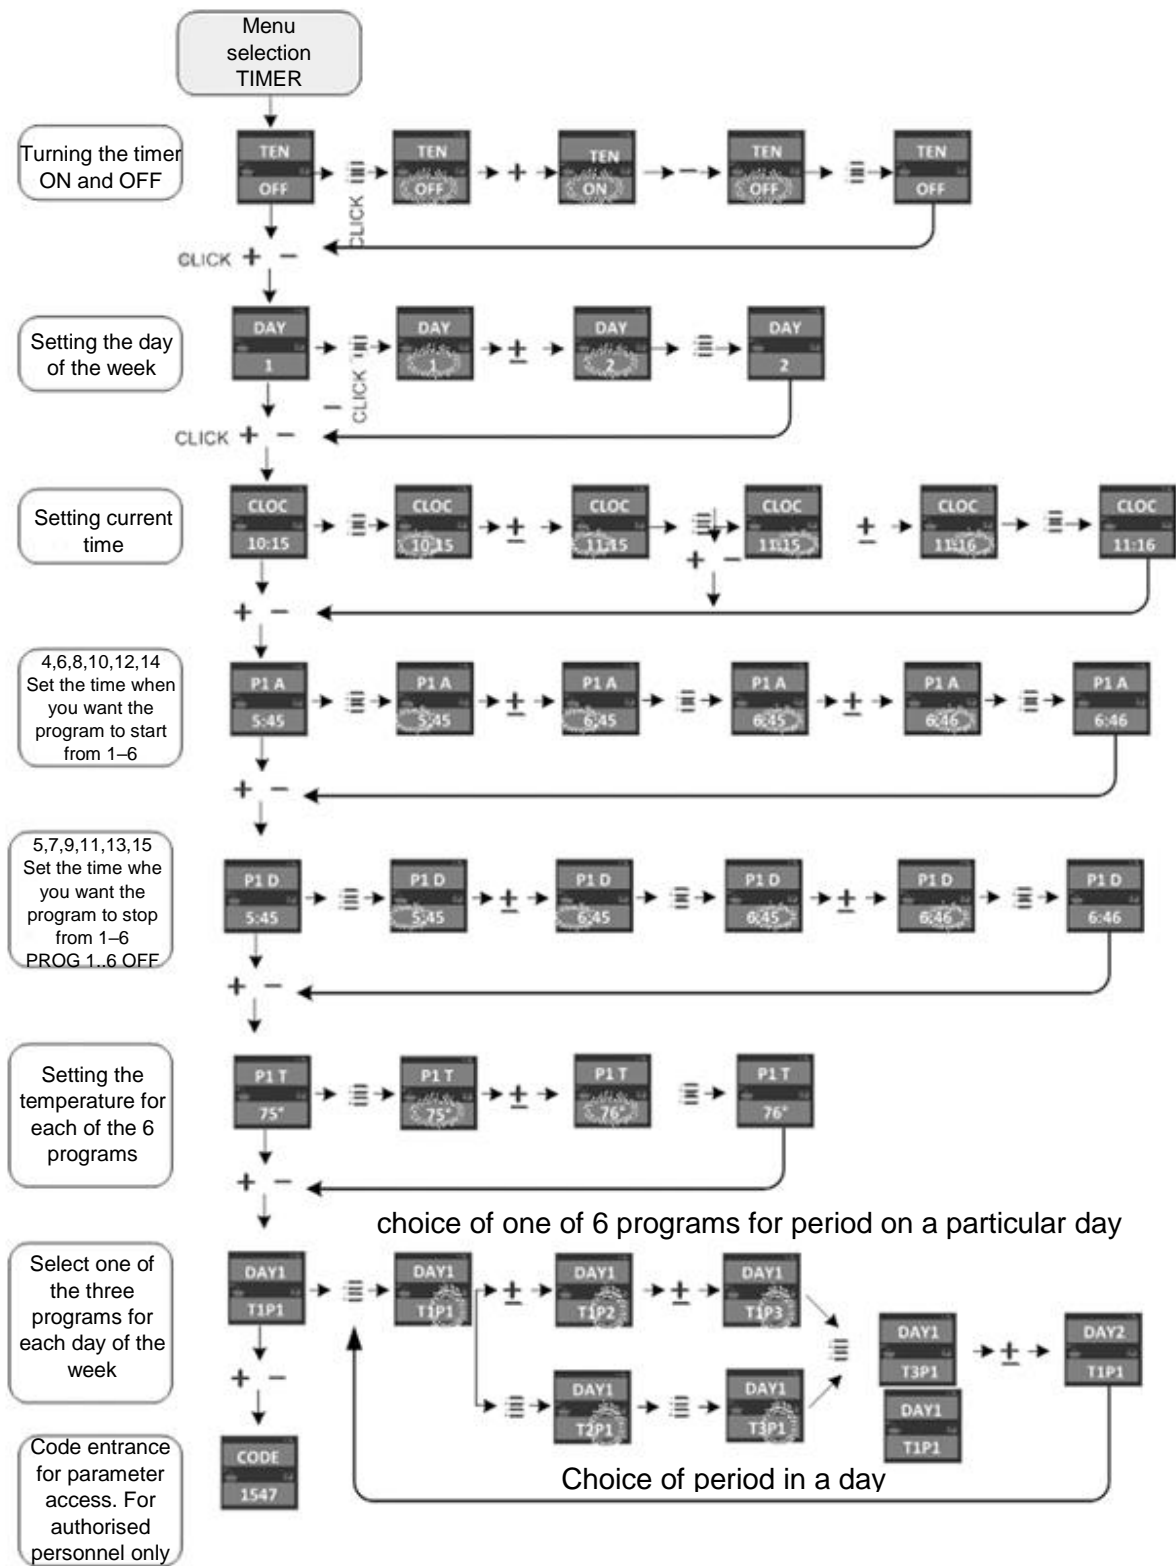 Menu
selection
TIMER
Turning the timer
ON and OFF
TEN TEN TEN TEN TEN
OFF OFF + ON - OFF OFF
CLICK
CLICK + -
Setting the day
of the week
DAY DAY DAY DAY
1 1 ± 2 2
- CLICK
CLICK + -
Setting current
time
CLOC CLOC CLOC CLOC CLOC CLOC
10:15 10:15 ± 11:15 11:15 ± 11:16 11:16
+ -
+ -
4,6,8,10,12,14
Set the time when
you want the
program to start
from 1–6
P1 A P1 A P1 A P1 A P1 A P1 A
5:45 5:45 ± 6:45 6:45 ± 6:46 6:46
+ -
5,7,9,11,13,15
Set the time whe
you want the
program to stop
from 1–6
PROG 1..6 OFF
P1 D P1 D P1 D P1 D P1 D P1 D
5:45 5:45 ± 6:45 6:45 ± 6:46 6:46
+ -
Setting the
temperature for
each of the 6
programs
P1 T P1 T P1 T P1 T
75° 75° ± 76° 76°
+ -
choice of one of 6 programs for period on a particular day
Select one of
the three
programs for
each day of the
week
DAY1 DAY1 DAY1 DAY1
T1P1 T1P1 ± T1P2 ± T1P3
DAY1 DAY2
T3P1 ± T1P1
+ -
DAY1 DAY1
T2P1 T3P1
DAY1
T1P1
Choice of period in a day
Code entrance
for parameter
access. For
authorised
personnel only
CODE
1547